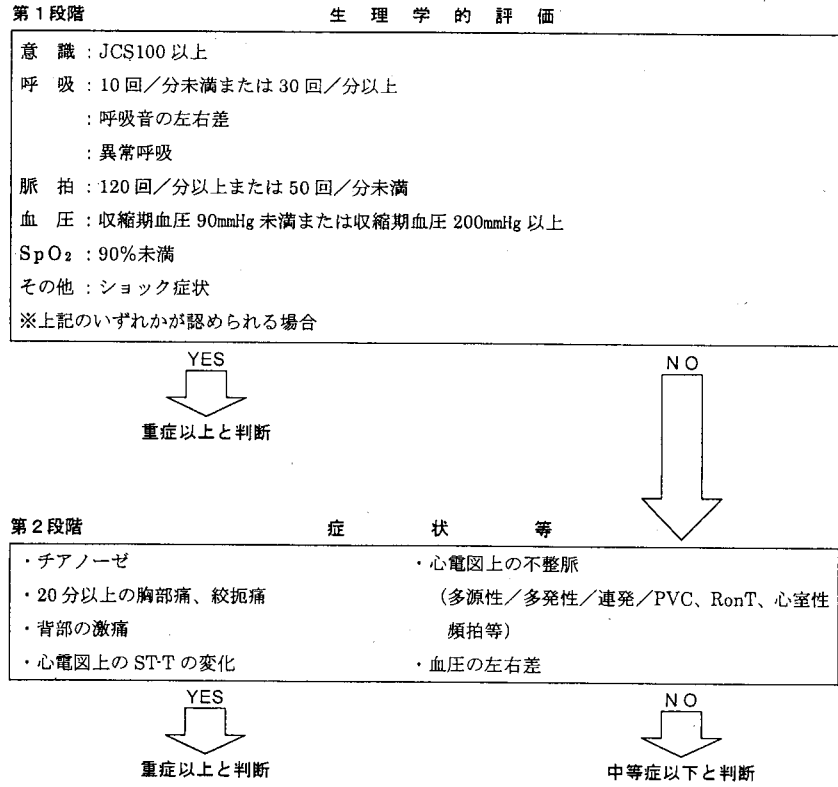 第1段階 生理学的評価
意識：JCS100以上
呼吸：10回／分未満または30回／分以上
：呼吸音の左右差
：異常呼吸
脈拍：120回／分以上または50回／分未満
血圧：収縮期血圧90mmHg未満または収縮期血圧200mmHg以上
SpO₂：90％未満
その他：ショック症状
※上記のいずれかが認められる場合
YES NO
重症以上と判断
第2段階 症状等
・チアノーゼ ・心電図上の不整脈
・20分以上の胸部痛、絞扼痛 （多源性／多発性／連発／PVC、RonT、心室性
・背部の激痛 頻拍等）
・心電図上のST-Tの変化 ・血圧の左右差
YES NO
重症以上と判断 中等症以下と判断